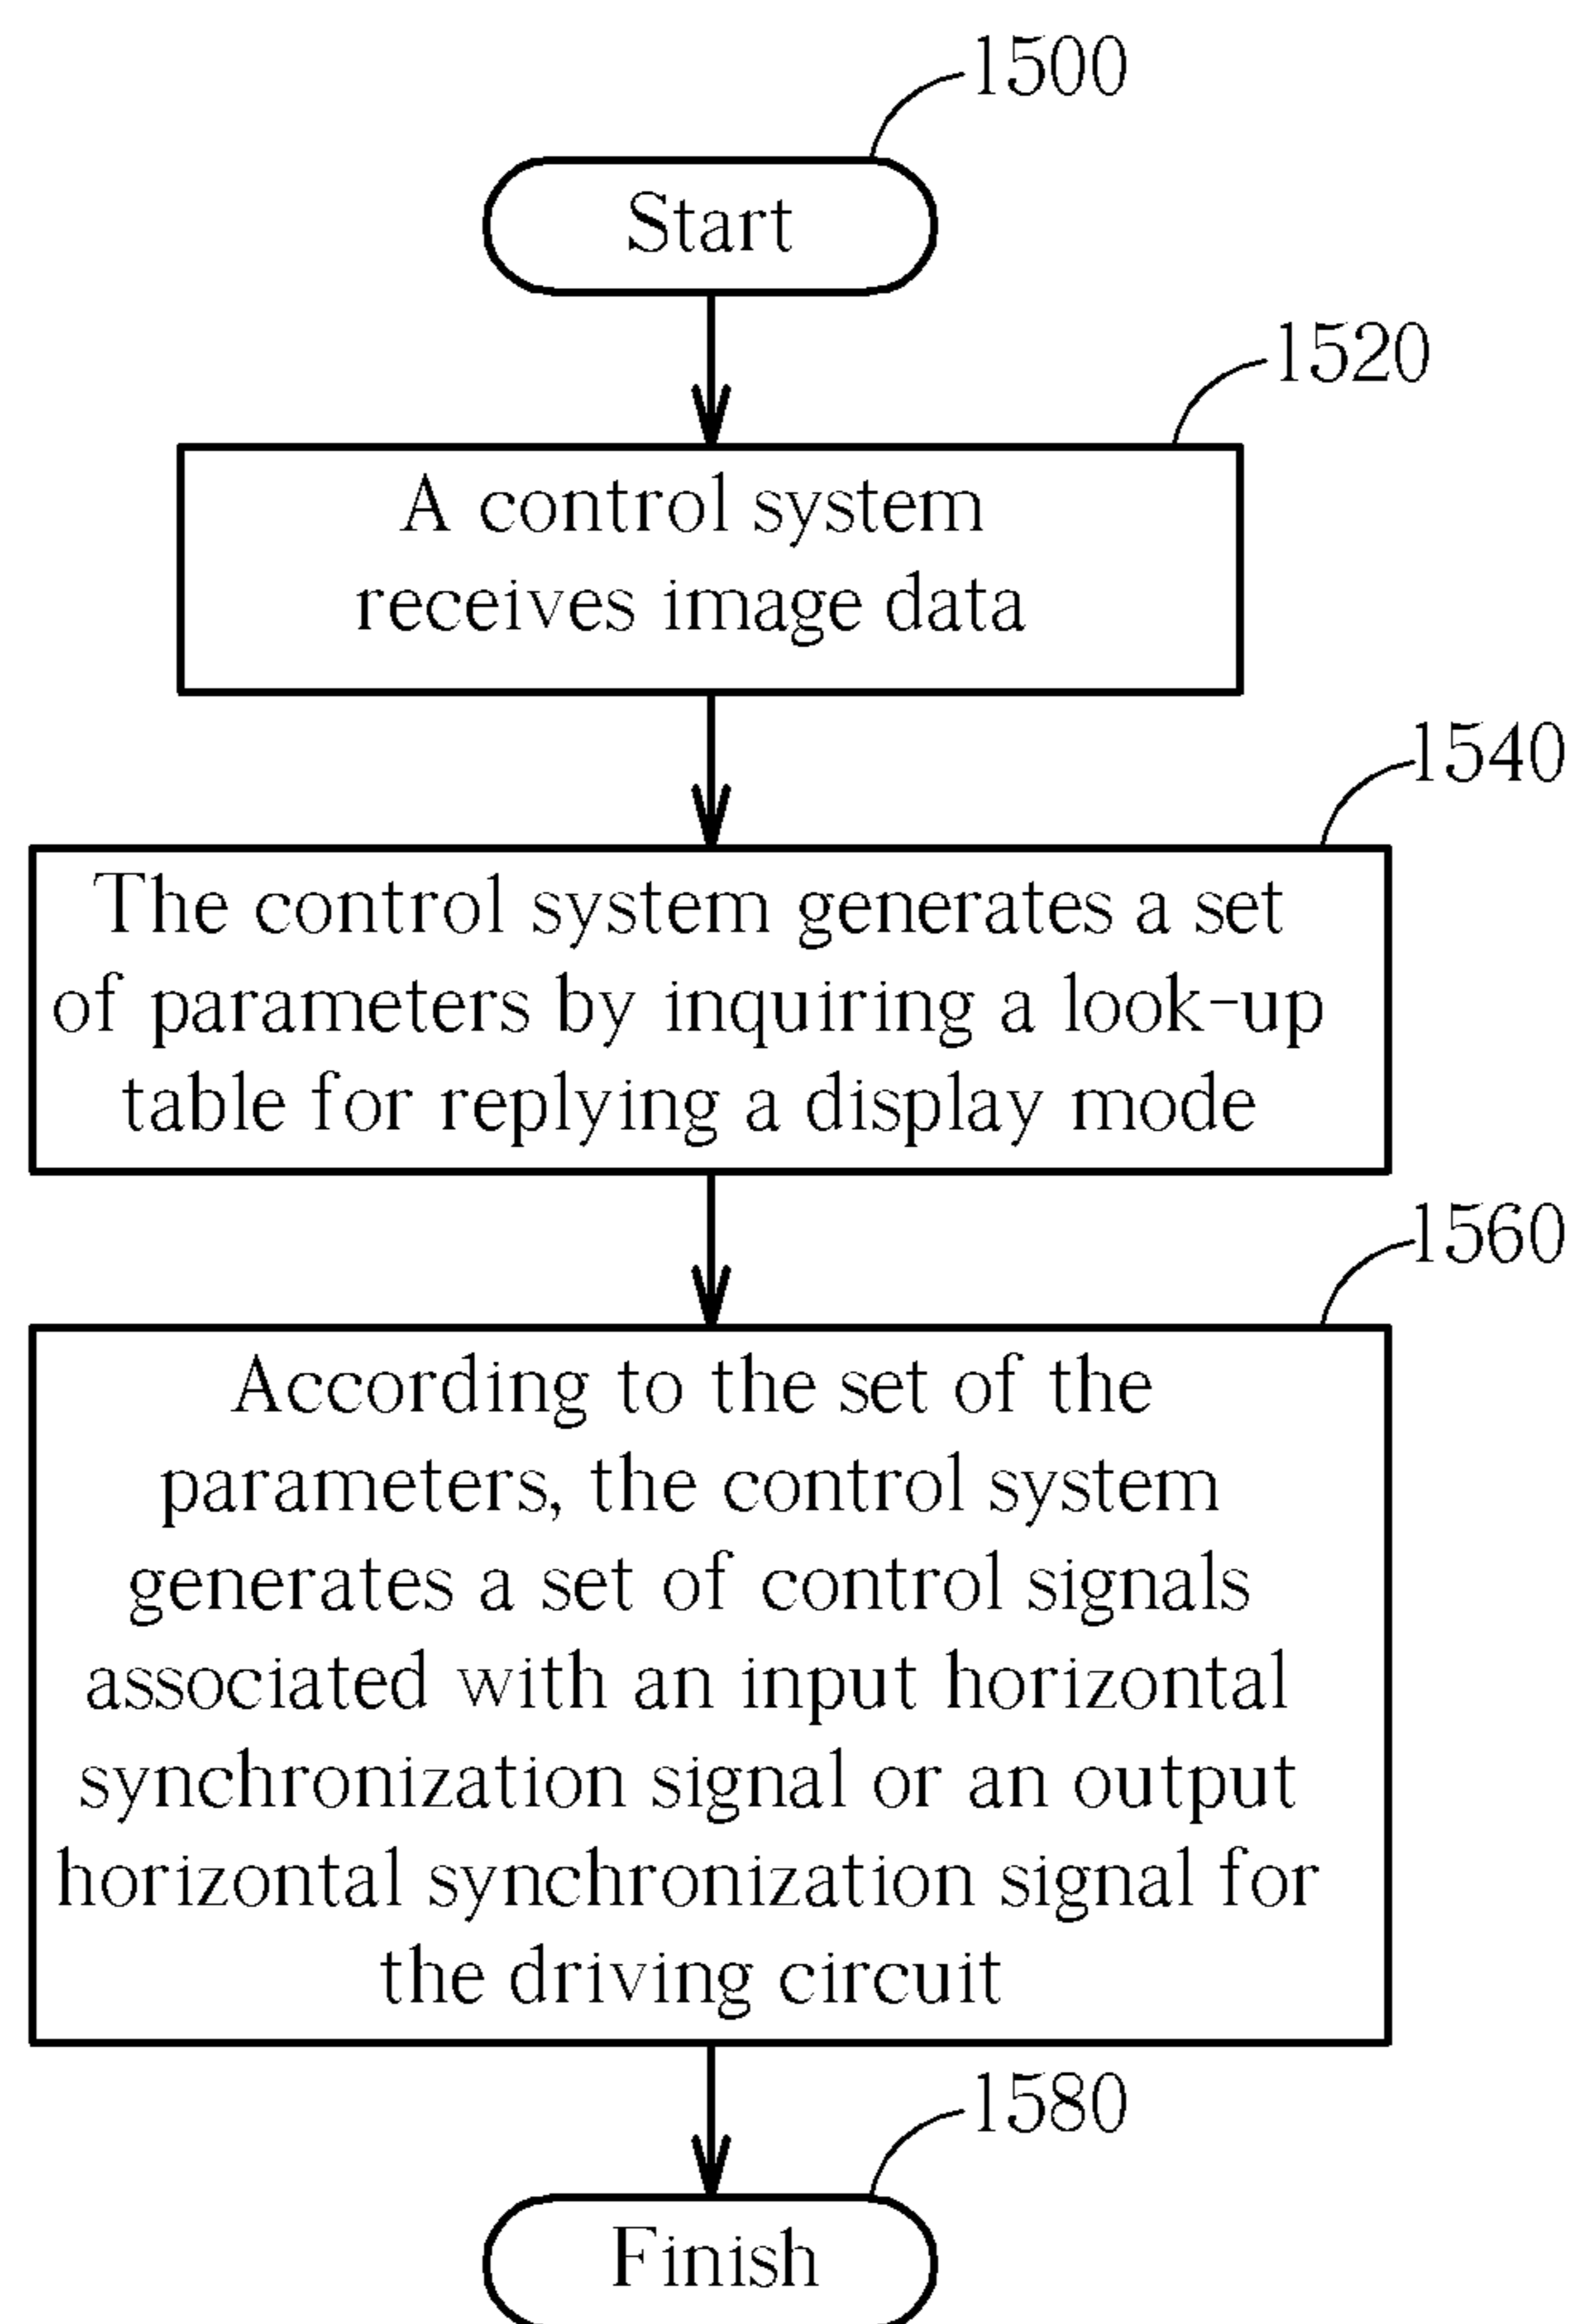 1500
Start
1520
A control system
receives image data
1540
The control system generates a set
of parameters by inquiring a look-up
table for replying a display mode
1560
According to the set of the
parameters, the control system
generates a set of control signals
associated with an input horizontal
synchronization signal or an output
horizontal synchronization signal for
the driving circuit
1580
Finish